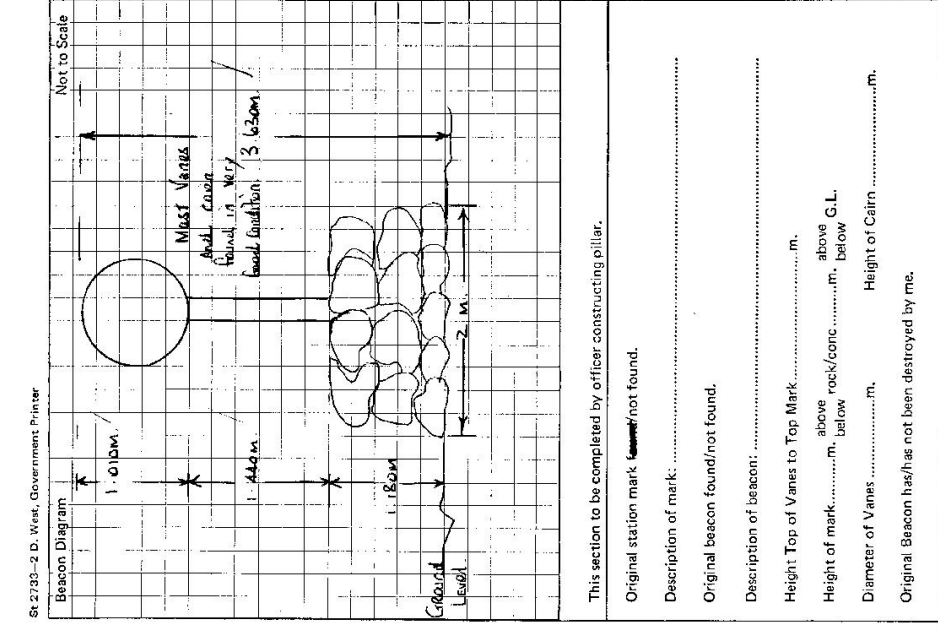 St 2733–2 D. West, Government Printer
Beacon Diagram
Not to Scale
1.010m
1.440m
1.180m
Mast Vanes
and cairn
found in very
Good Condition
3.630m
2 M.
Ground
Level
This section to be completed by officer constructing pillar.
Original station mark found/not found.
Description of mark: ........................................
Original beacon found/not found.
Description of beacon: ........................................
Height Top of Vanes to Top Mark....................m.
Height of mark..........m. above below rock/conc..........m. above below G.L.
Diameter of Vanes....................m. Height of Cairn....................m.
Original Beacon has/has not been destroyed by me.